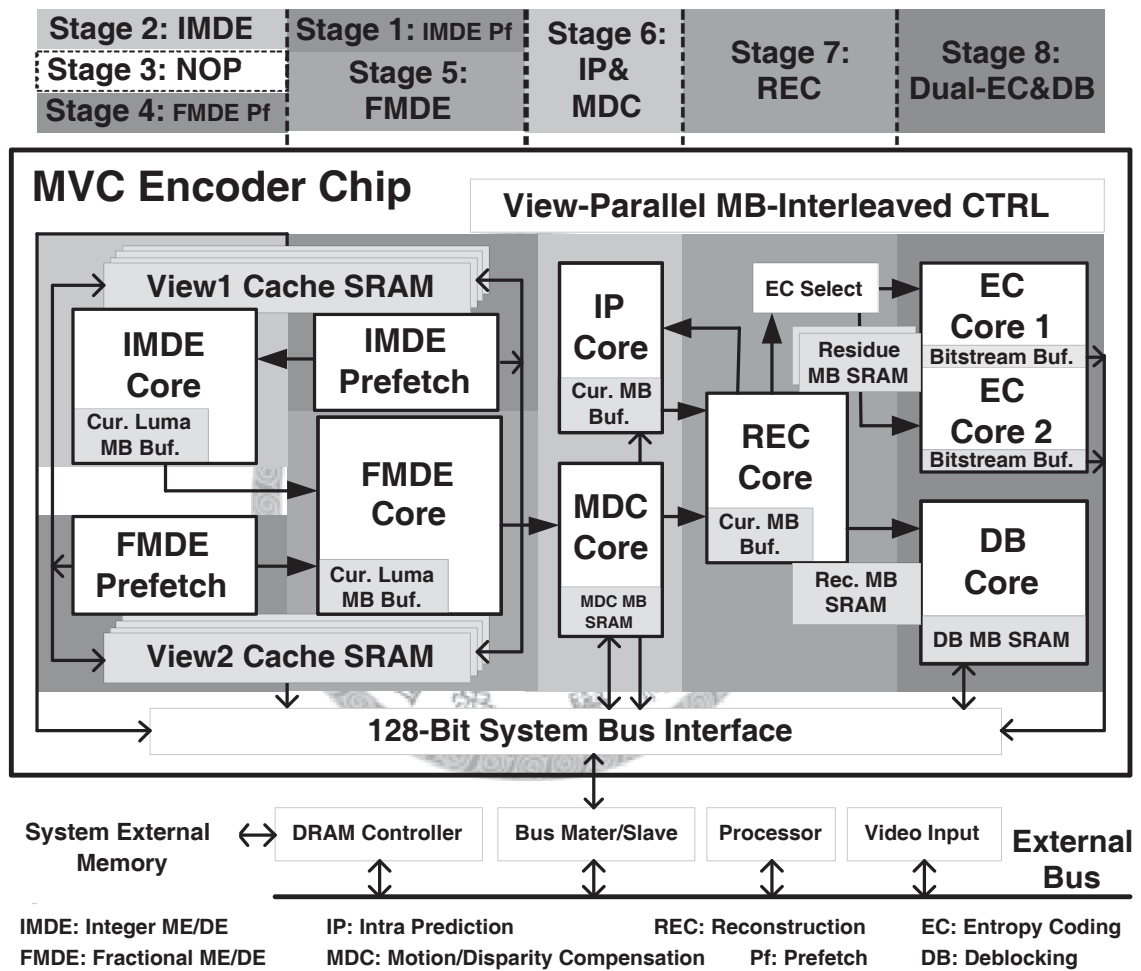 Stage 2: IMDE
Stage 3: NOP
Stage 4: FMDE Pf
Stage 1: IMDE Pf
Stage 5:
FMDE
Stage 6:
IP&
MDC
Stage 7:
REC
Stage 8:
Dual-EC&DB
MVC Encoder Chip
View-Parallel MB-Interleaved CTRL
View1 Cache SRAM
IMDE
Core
Cur. Luma
MB Buf.
IMDE
Prefetch
FMDE
Core
Cur. Luma
MB Buf.
FMDE
Prefetch
View2 Cache SRAM
IP
Core
Cur. MB
Buf.
MDC
Core
MDC MB
SRAM
EC Select
Residue
MB SRAM
REC
Core
Cur. MB
Buf.
Rec. MB
SRAM
EC
Core 1
Bitstream Buf.
EC
Core 2
Bitstream Buf.
DB
Core
DB MB SRAM
128-Bit System Bus Interface
System External
Memory
DRAM Controller
Bus Mater/Slave
Processor
Video Input
External
Bus
IMDE: Integer ME/DE
IP: Intra Prediction
REC: Reconstruction
EC: Entropy Coding
FMDE: Fractional ME/DE
MDC: Motion/Disparity Compensation
Pf: Prefetch
DB: Deblocking